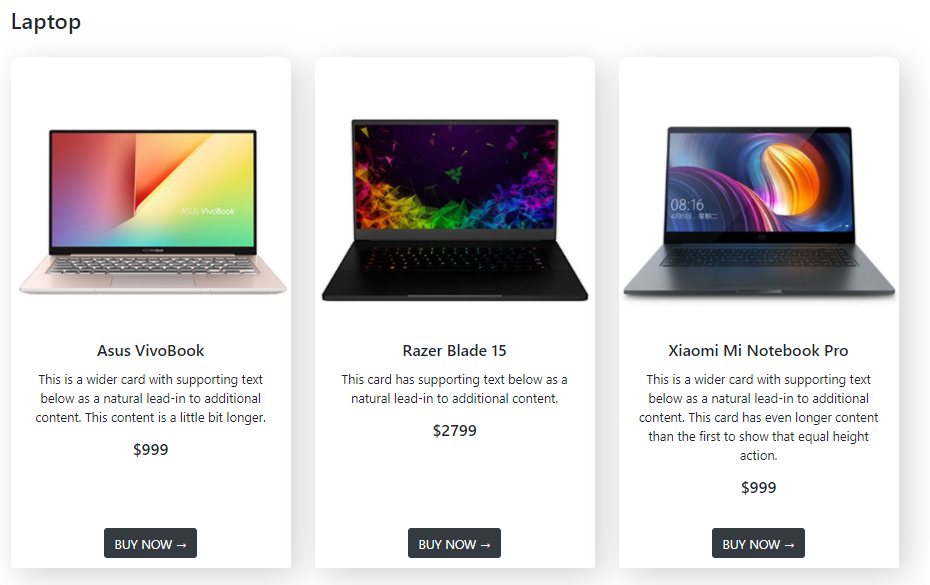 Laptop
ASUS VivoBook
08:16
Asus VivoBook
This is a wider card with supporting text
below as a natural lead-in to additional
content. This content is a little bit longer.
$999
BUY NOW →
Razer Blade 15
This card has supporting text below as a
natural lead-in to additional content.
$2799
BUY NOW →
Xiaomi Mi Notebook Pro
This is a wider card with supporting text
below as a natural lead-in to additional
content. This card has even longer content
than the first to show that equal height
action.
$999
BUY NOW →